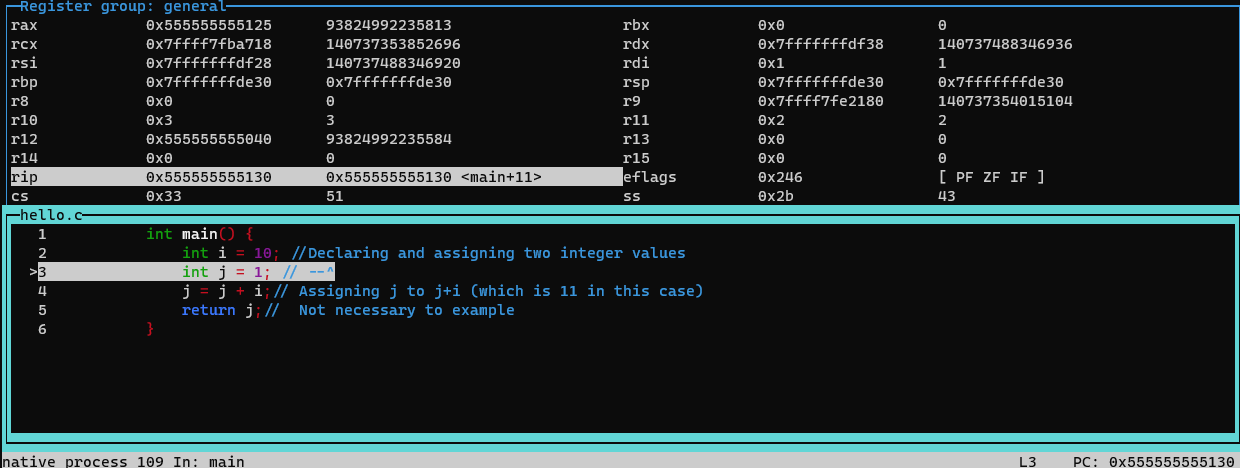 Register group: general
rax 0x555555555125 93824992235813 rbx 0x0 0
rcx 0x7ffff7fba718 140737353852696 rdx 0x7fffffffdf38 140737488346936
rsi 0x7fffffffdf28 140737488346920 rdi 0x1 1
rbp 0x7fffffffde30 0x7fffffffde30 rsp 0x7fffffffde30 0x7fffffffde30
r8 0x0 0 r9 0x7ffff7fe2180 140737354015104
r10 0x3 3 r11 0x2 2
r12 0x555555555040 93824992235584 r13 0x0 0
r14 0x0 0 r15 0x0 0
rip 0x555555555130 0x555555555130 <main+11> eflags 0x246 [ PF ZF IF ]
cs 0x33 51 ss 0x2b 43
hello.c
1 int main() {
2 int i = 10; //Declaring and assigning two integer values
>3 int j = 1; // --^
4 j = j + i;// Assigning j to j+i (which is 11 in this case)
5 return j;//  Not necessary to example
6 }
native process 109 In: main L3 PC: 0x555555555130